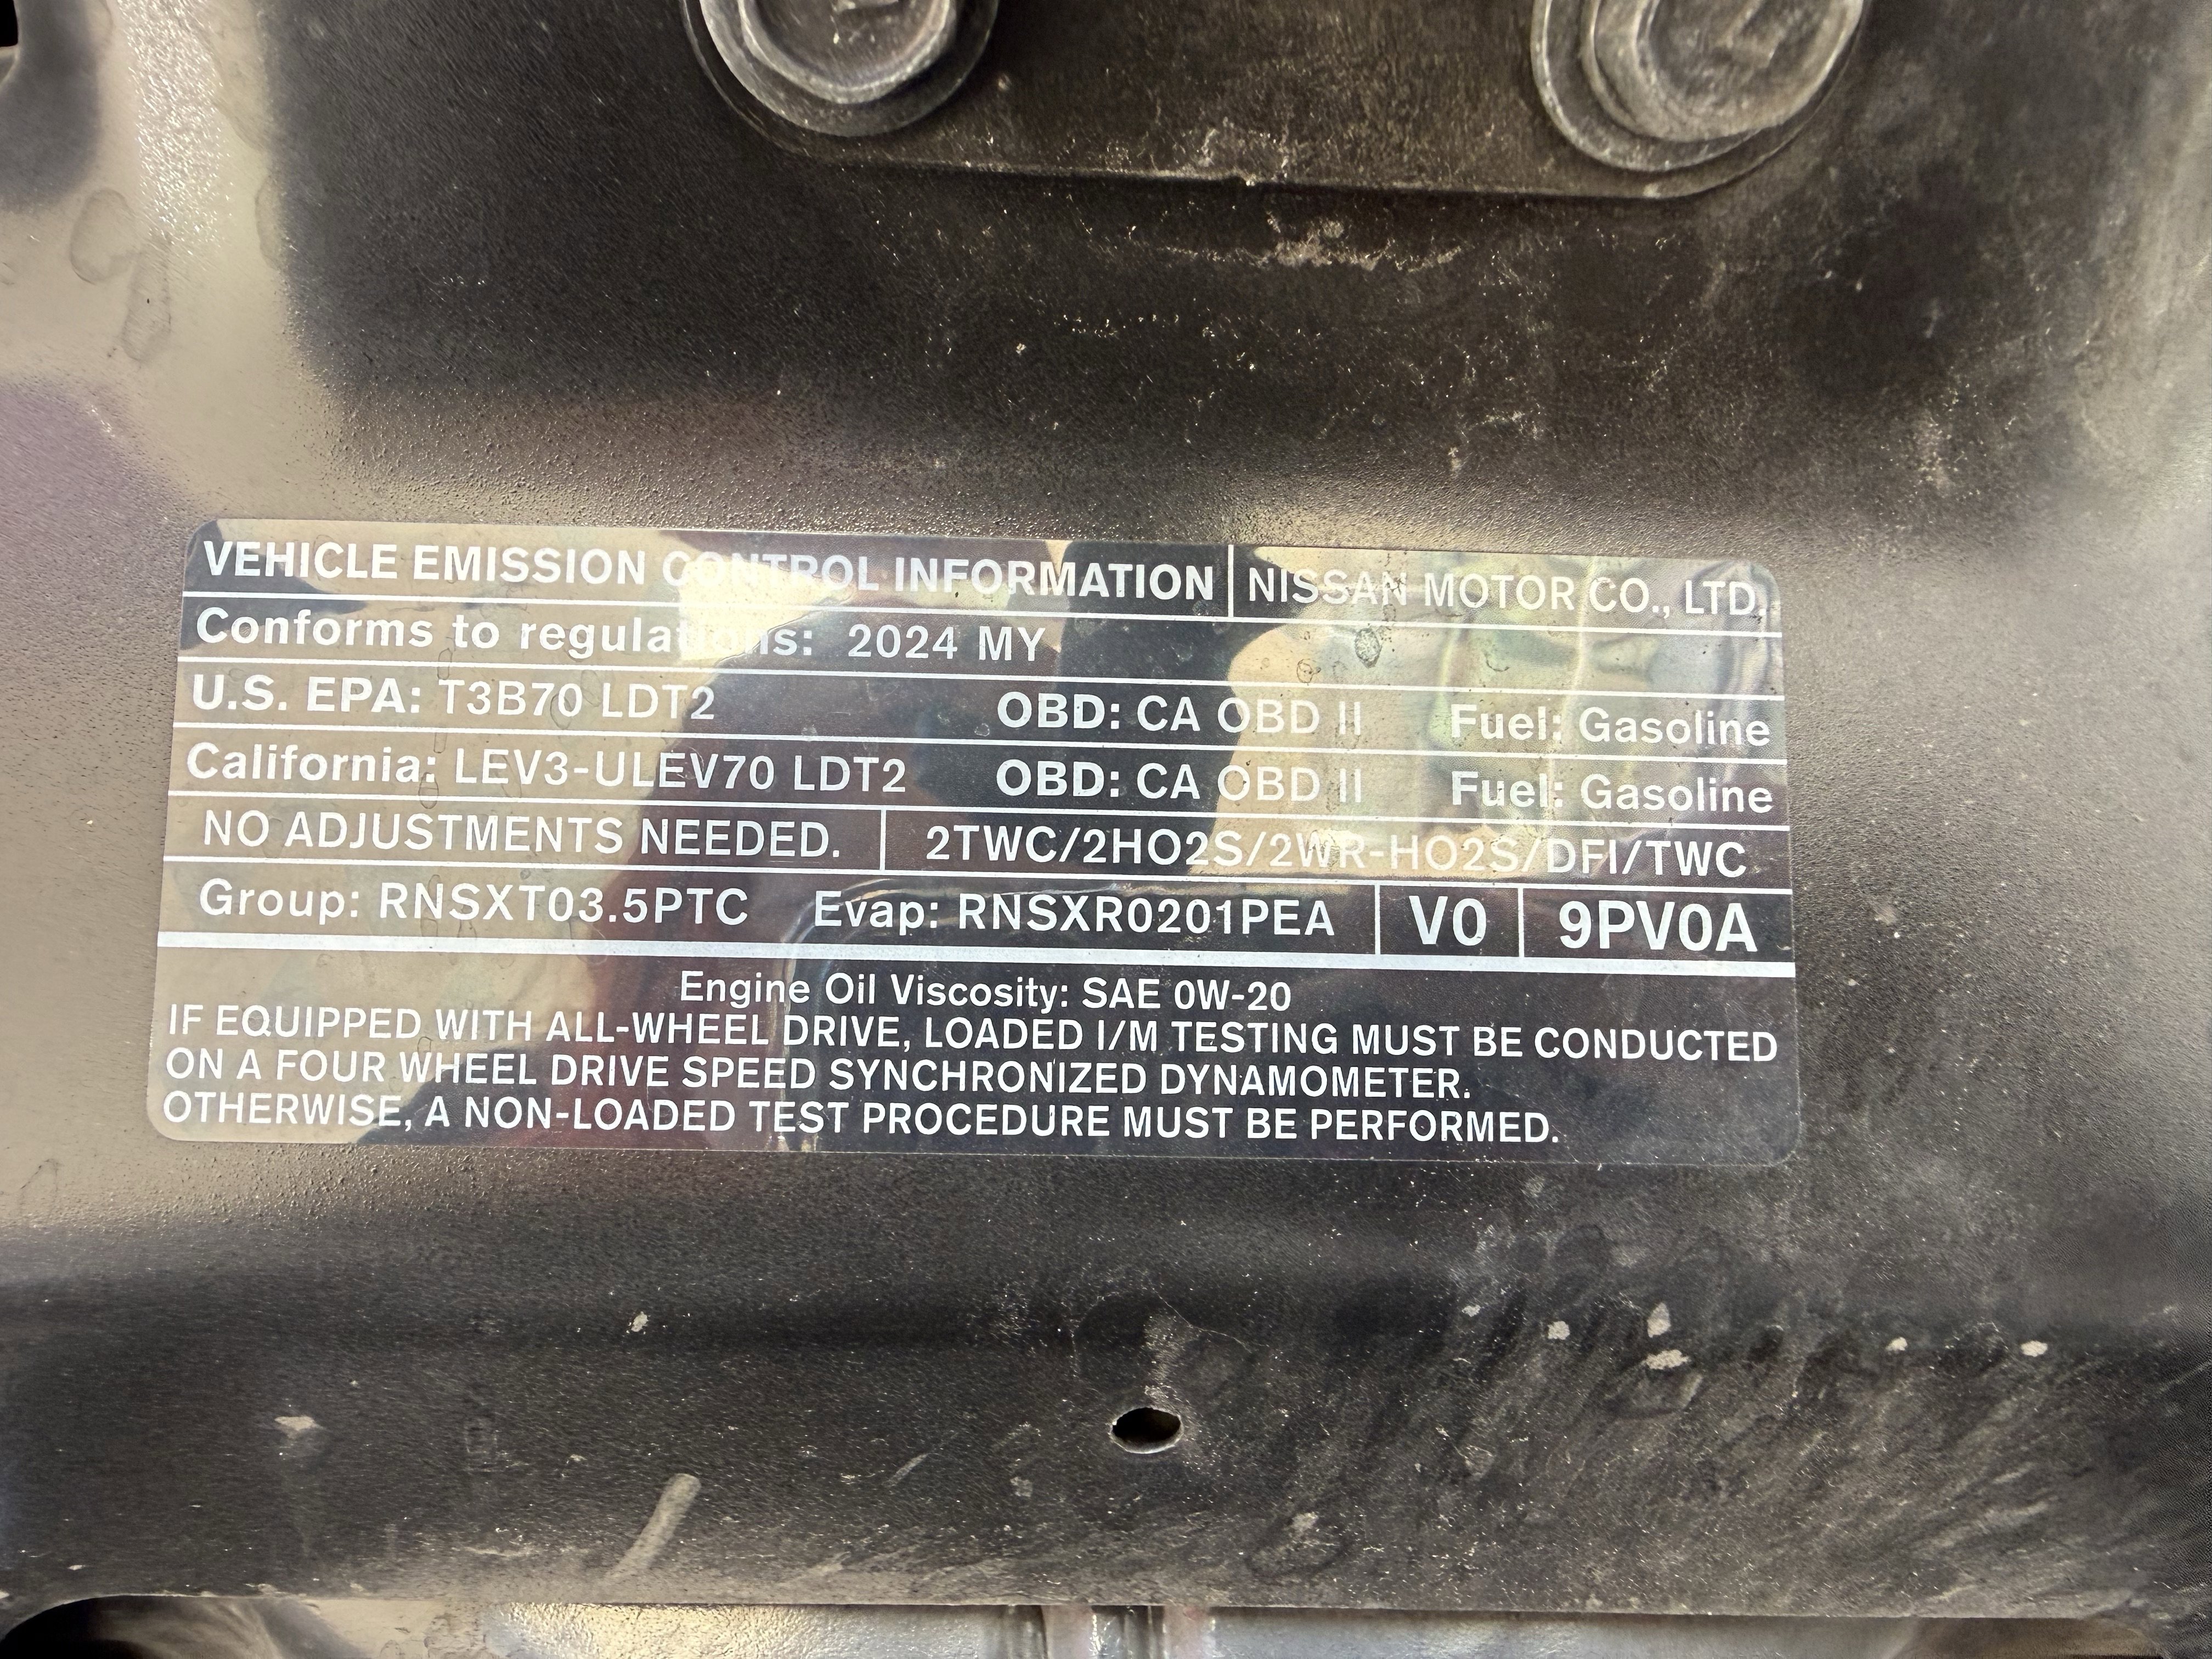 VEHICLE EMISSION CONTROL INFORMATION NISSAN MOTOR CO., LTD.
Conforms to regulations: 2024 MY
U.S. EPA: T3B70 LDT2 OBD: CA OBD II Fuel: Gasoline
California: LEV3-ULEV70 LDT2 OBD: CA OBD II Fuel: Gasoline
NO ADJUSTMENTS NEEDED. 2TWC/2HO2S/2WR-HO2S/DFI/TWC
Group: RNSXT03.5PTC Evap: RNSXR0201PEA V0 9PV0A
Engine Oil Viscosity: SAE 0W-20
IF EQUIPPED WITH ALL-WHEEL DRIVE, LOADED I/M TESTING MUST BE CONDUCTED
ON A FOUR WHEEL DRIVE SPEED SYNCHRONIZED DYNAMOMETER.
OTHERWISE, A NON-LOADED TEST PROCEDURE MUST BE PERFORMED.